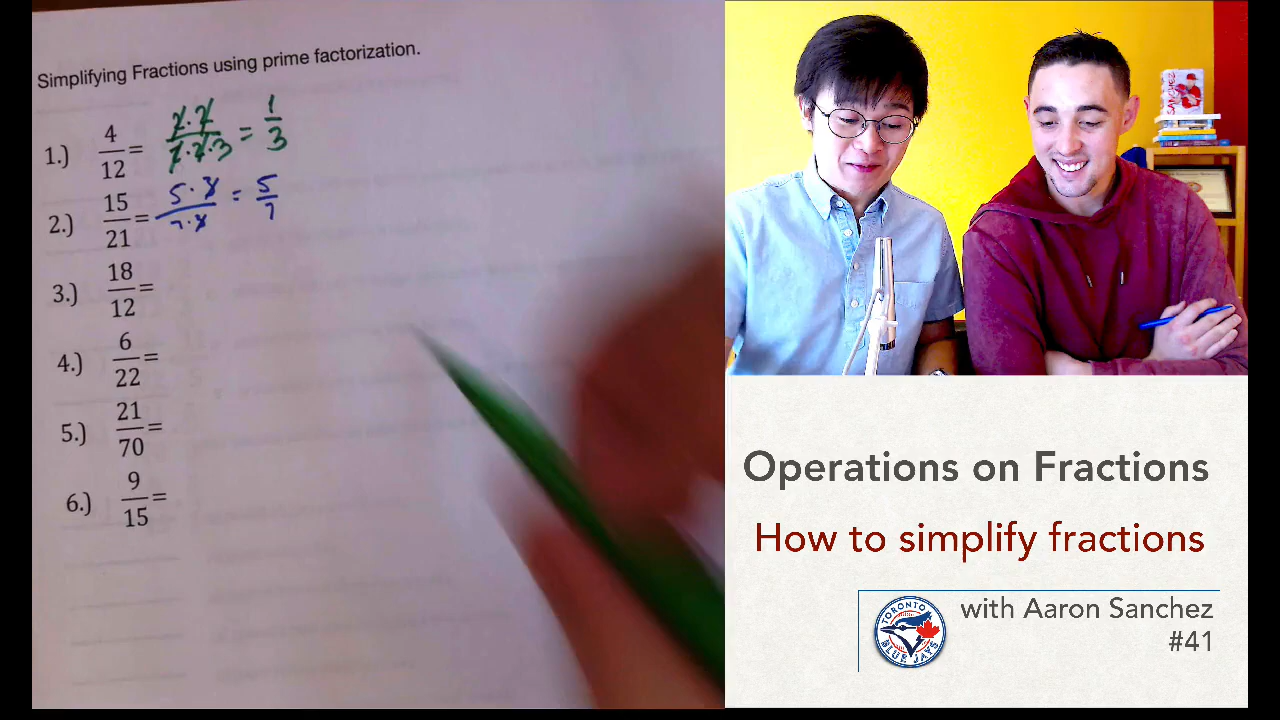 Simplifying Fractions using prime factorization.
1.) 4/12 = 2·2/2·2·3 = 1/3
2.) 15/21 = 5·3/7·3 = 5/7
3.) 18/12 =
4.) 6/22 =
5.) 21/70 =
6.) 9/15 =
SANCHEZ
Operations on Fractions
How to simplify fractions
with Aaron Sanchez
#41
TORONTO
BLUE JAYS